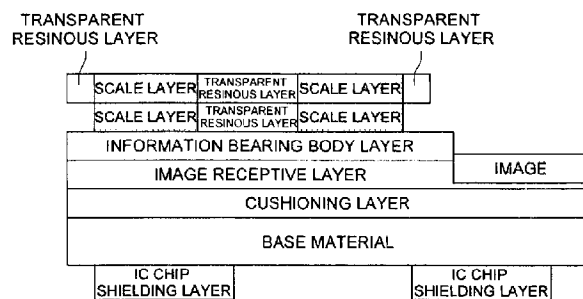 TRANSPARENT
RESINOUS LAYER
TRANSPARENT
RESINOUS LAYER
SCALE LAYER
TRANSPARENT
RESINOUS LAYER
SCALE LAYER
SCALE LAYER
TRANSPARENT
RESINOUS LAYER
SCALE LAYER
INFORMATION BEARING BODY LAYER
IMAGE RECEPTIVE LAYER
IMAGE
CUSHIONING LAYER
BASE MATERIAL
IC CHIP
SHIELDING LAYER
IC CHIP
SHIELDING LAYER